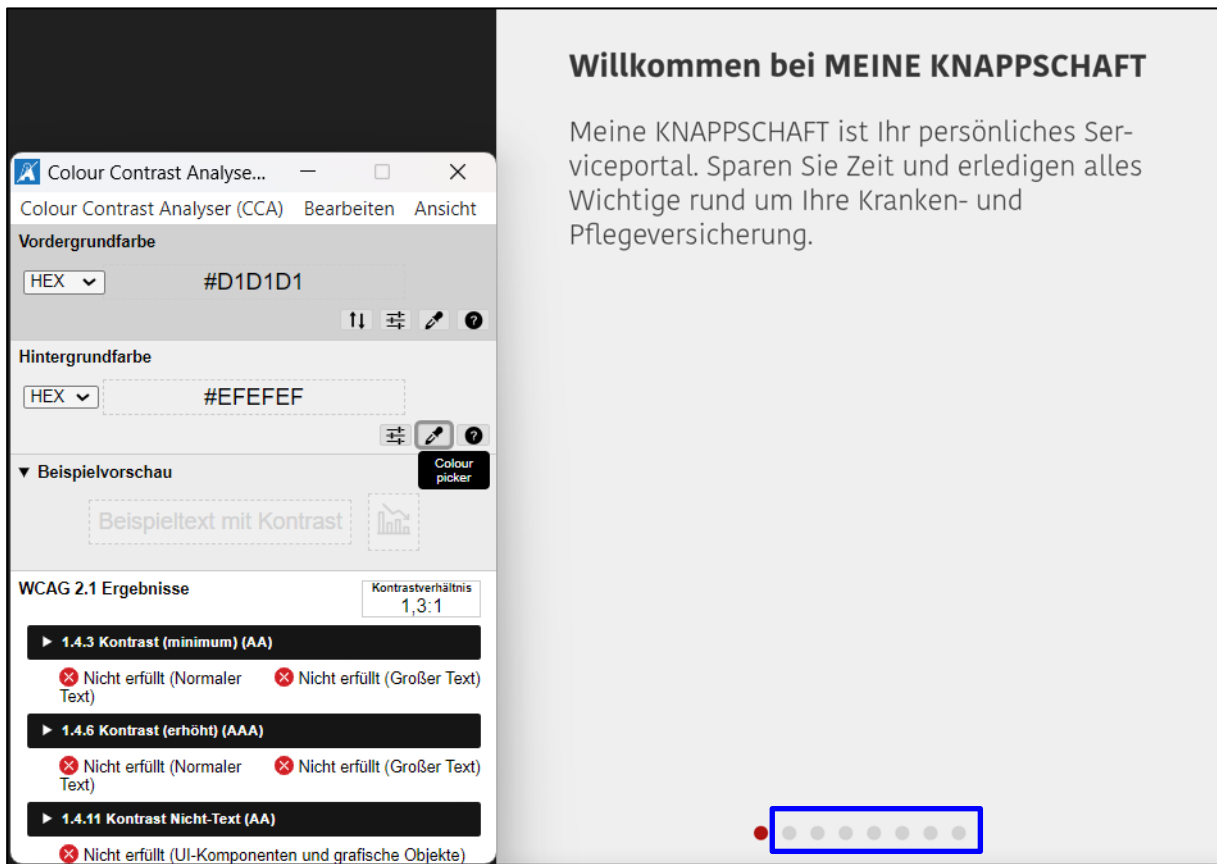 Colour Contrast Analyse...
Colour Contrast Analyser (CCA) Bearbeiten Ansicht
Vordergrundfarbe
HEX #D1D1D1
Hintergrundfarbe
HEX #EFEFEF
Colour
picker
Beispielvorschau
Beispieltext mit Kontrast
WCAG 2.1 Ergebnisse
Kontrastverhältnis
1,3:1
1.4.3 Kontrast (minimum) (AA)
Nicht erfüllt (Normaler
Text)
Nicht erfüllt (Großer Text)
1.4.6 Kontrast (erhöht) (AAA)
Nicht erfüllt (Normaler
Text)
Nicht erfüllt (Großer Text)
1.4.11 Kontrast Nicht-Text (AA)
Nicht erfüllt (UI-Komponenten und grafische Objekte)
Willkommen bei MEINE KNAPPSCHAFT
Meine KNAPPSCHAFT ist Ihr persönliches Ser-
viceportal. Sparen Sie Zeit und erledigen alles
Wichtige rund um Ihre Kranken- und
Pflegeversicherung.